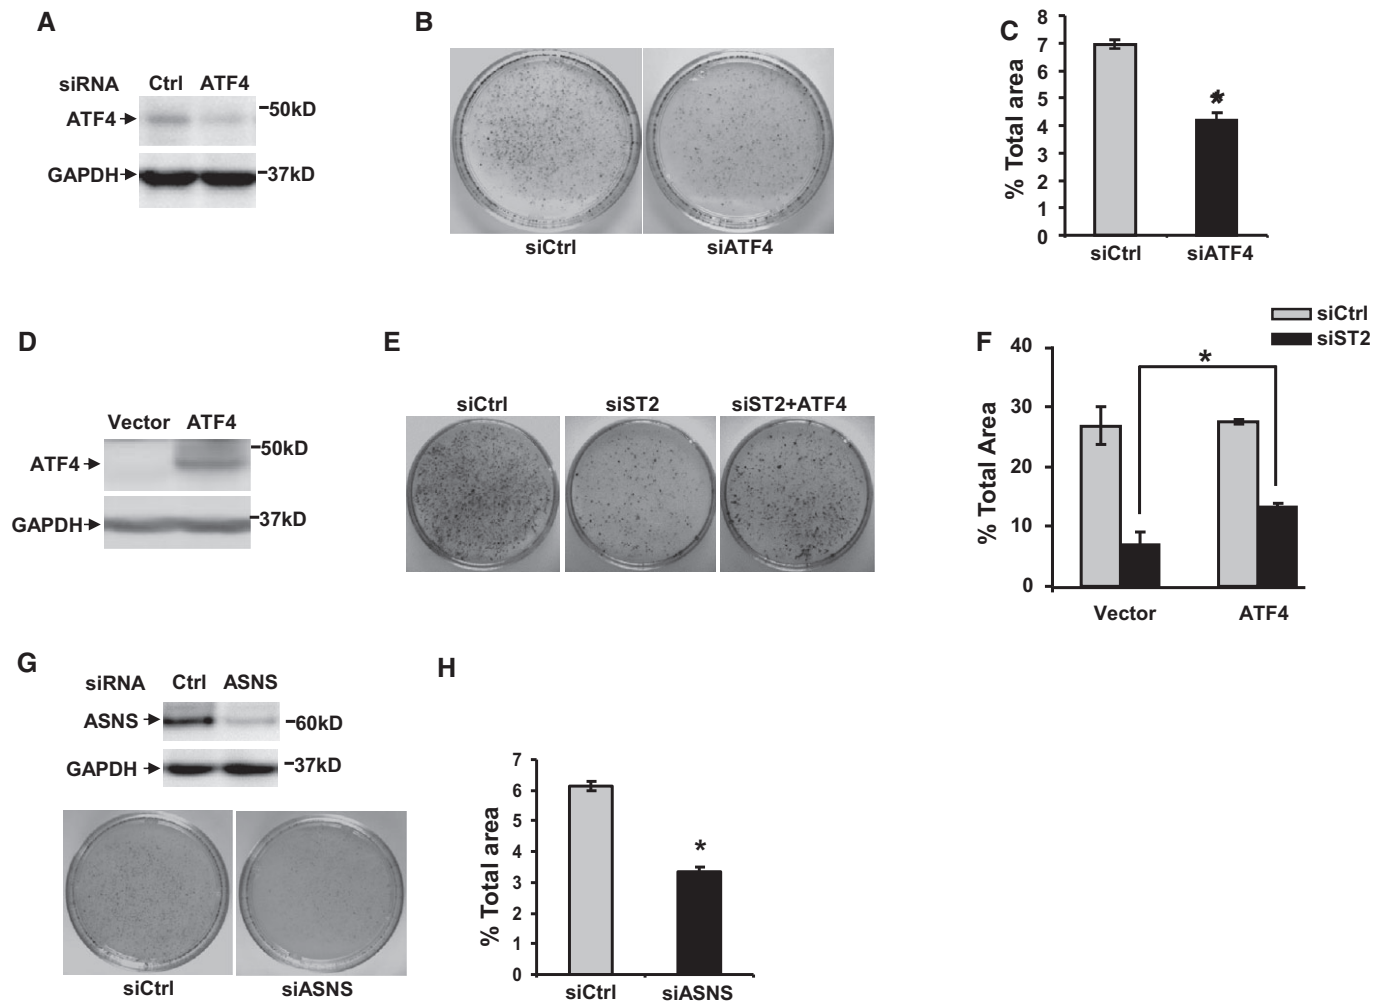 A
siRNA Ctrl ATF4
ATF4 -50kD
GAPDH -37kD
B
siCtrl siATF4
C
% Total area
8
7
6
5
4
3
2
1
0
*
siCtrl siATF4
D
Vector ATF4
ATF4 -50kD
GAPDH -37kD
E
siCtrl siST2 siST2+ATF4
F
siCtrl
siST2
% Total Area
40
30
20
10
0
*
Vector ATF4
G
siRNA Ctrl ASNS
ASNS -60kD
GAPDH -37kD
siCtrl siASNS
H
% Total area
7
6
5
4
3
2
1
0
*
siCtrl siASNS